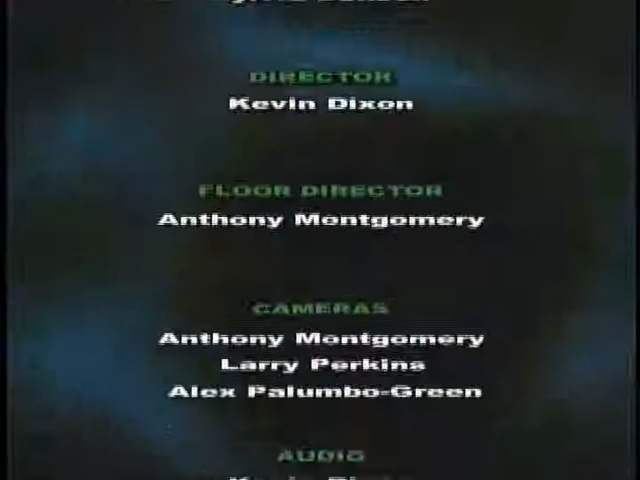 DIRECTOR
Kevin Dixon
FLOOR DIRECTOR
Anthony Montgomery
CAMERAS
Anthony Montgomery
Larry Perkins
Alex Palumbo-Green
AUDIO